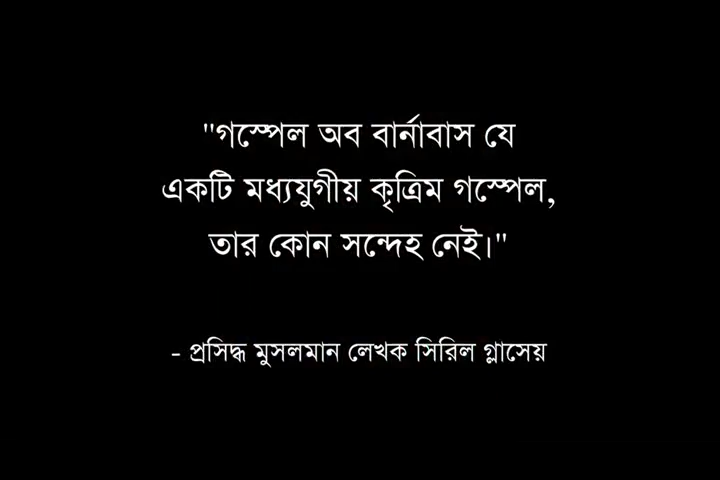 "গস্পেল অব বার্নাবাস যে
একটি মধ্যযুগীয় কৃত্রিম গস্পেল,
তার কোন সন্দেহ নেই।"
- প্রসিদ্ধ মুসলমান লেখক সিরিল গ্লাসেয়